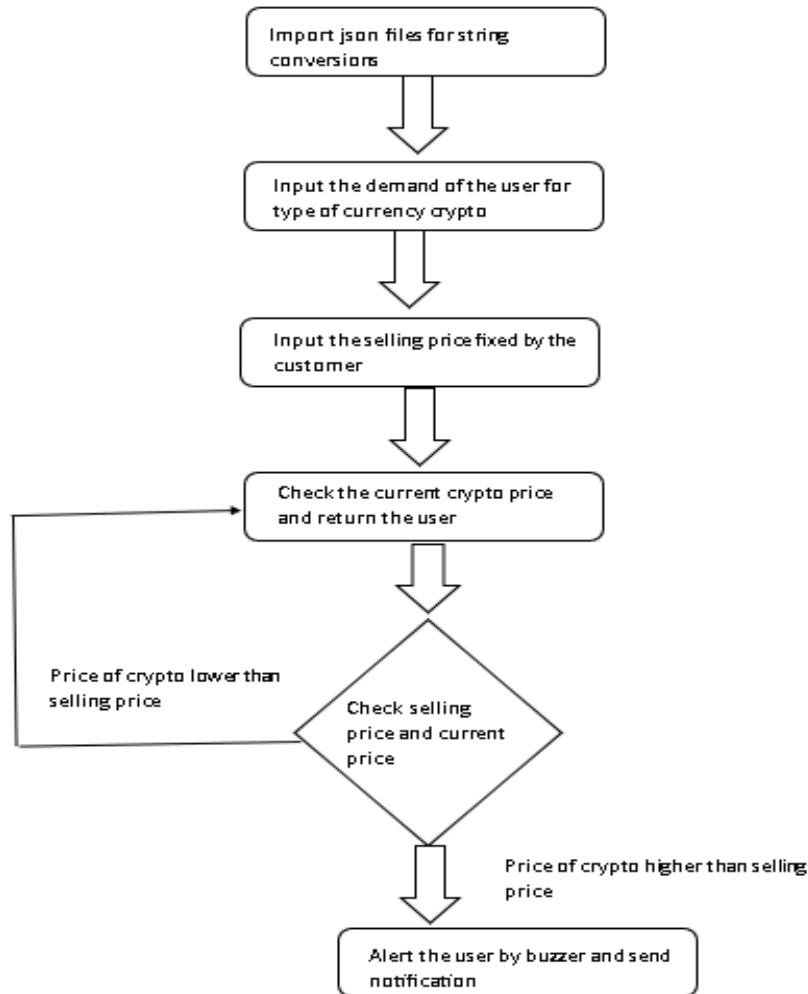 Import json files for string
conversions
Input the demand of the user for
type of currency crypto
Input the selling price fixed by the
customer
Check the current crypto price
and return the user
Price of crypto lower than
selling price
Check selling
price and current
price
Price of crypto higher than selling
price
Alert the user by buzzer and send
notification